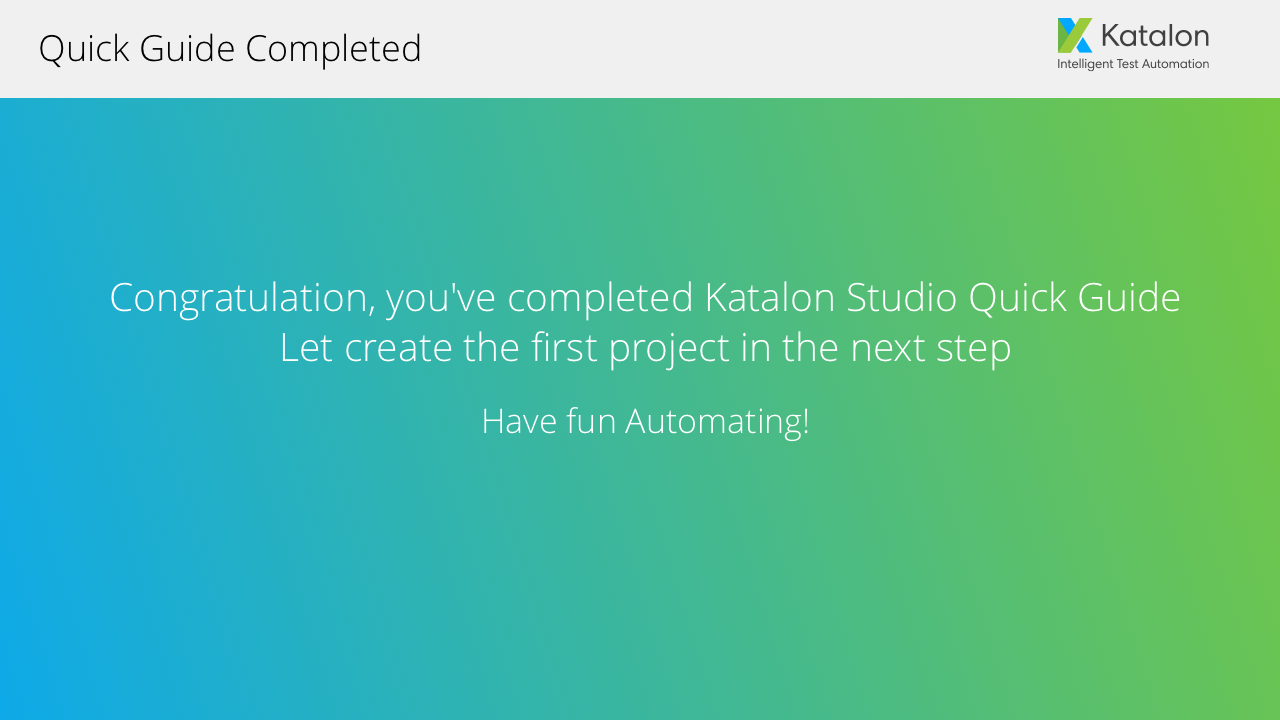 Quick Guide Completed
Katalon
Intelligent Test Automation
Congratulation, you've completed Katalon Studio Quick Guide
Let create the first project in the next step
Have fun Automating!